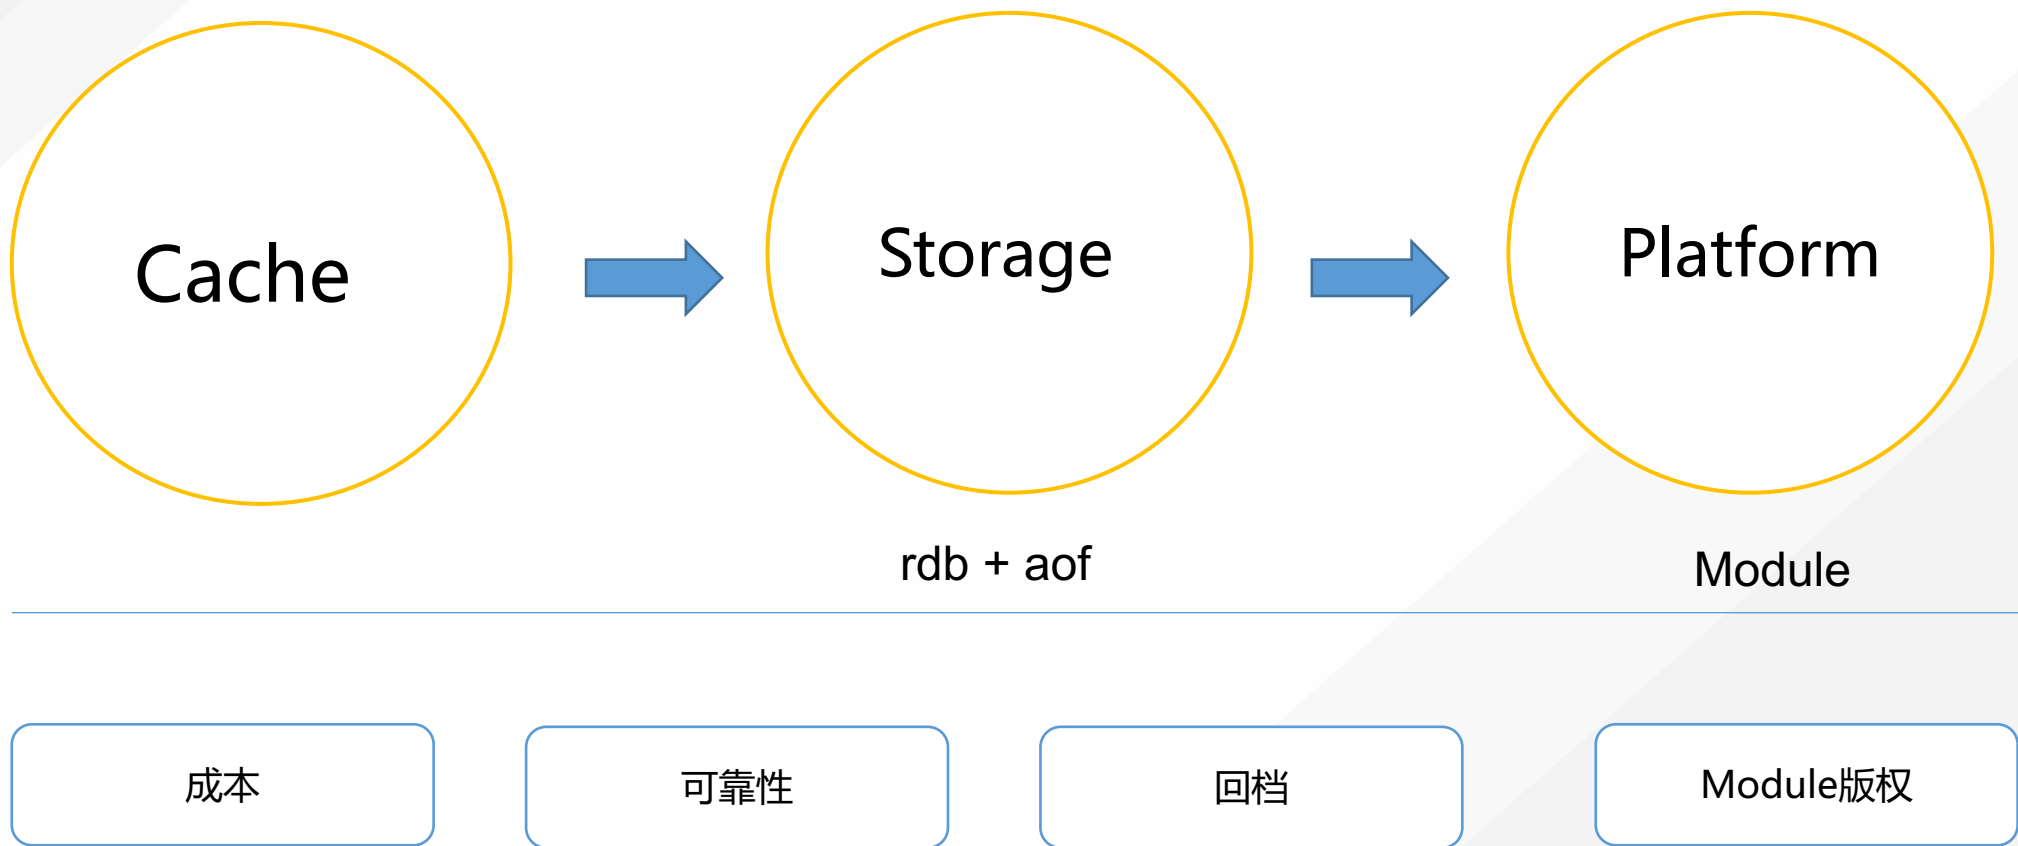 Cache
Storage
Platform
rdb + aof
Module
成本
可靠性
回档
Module版权